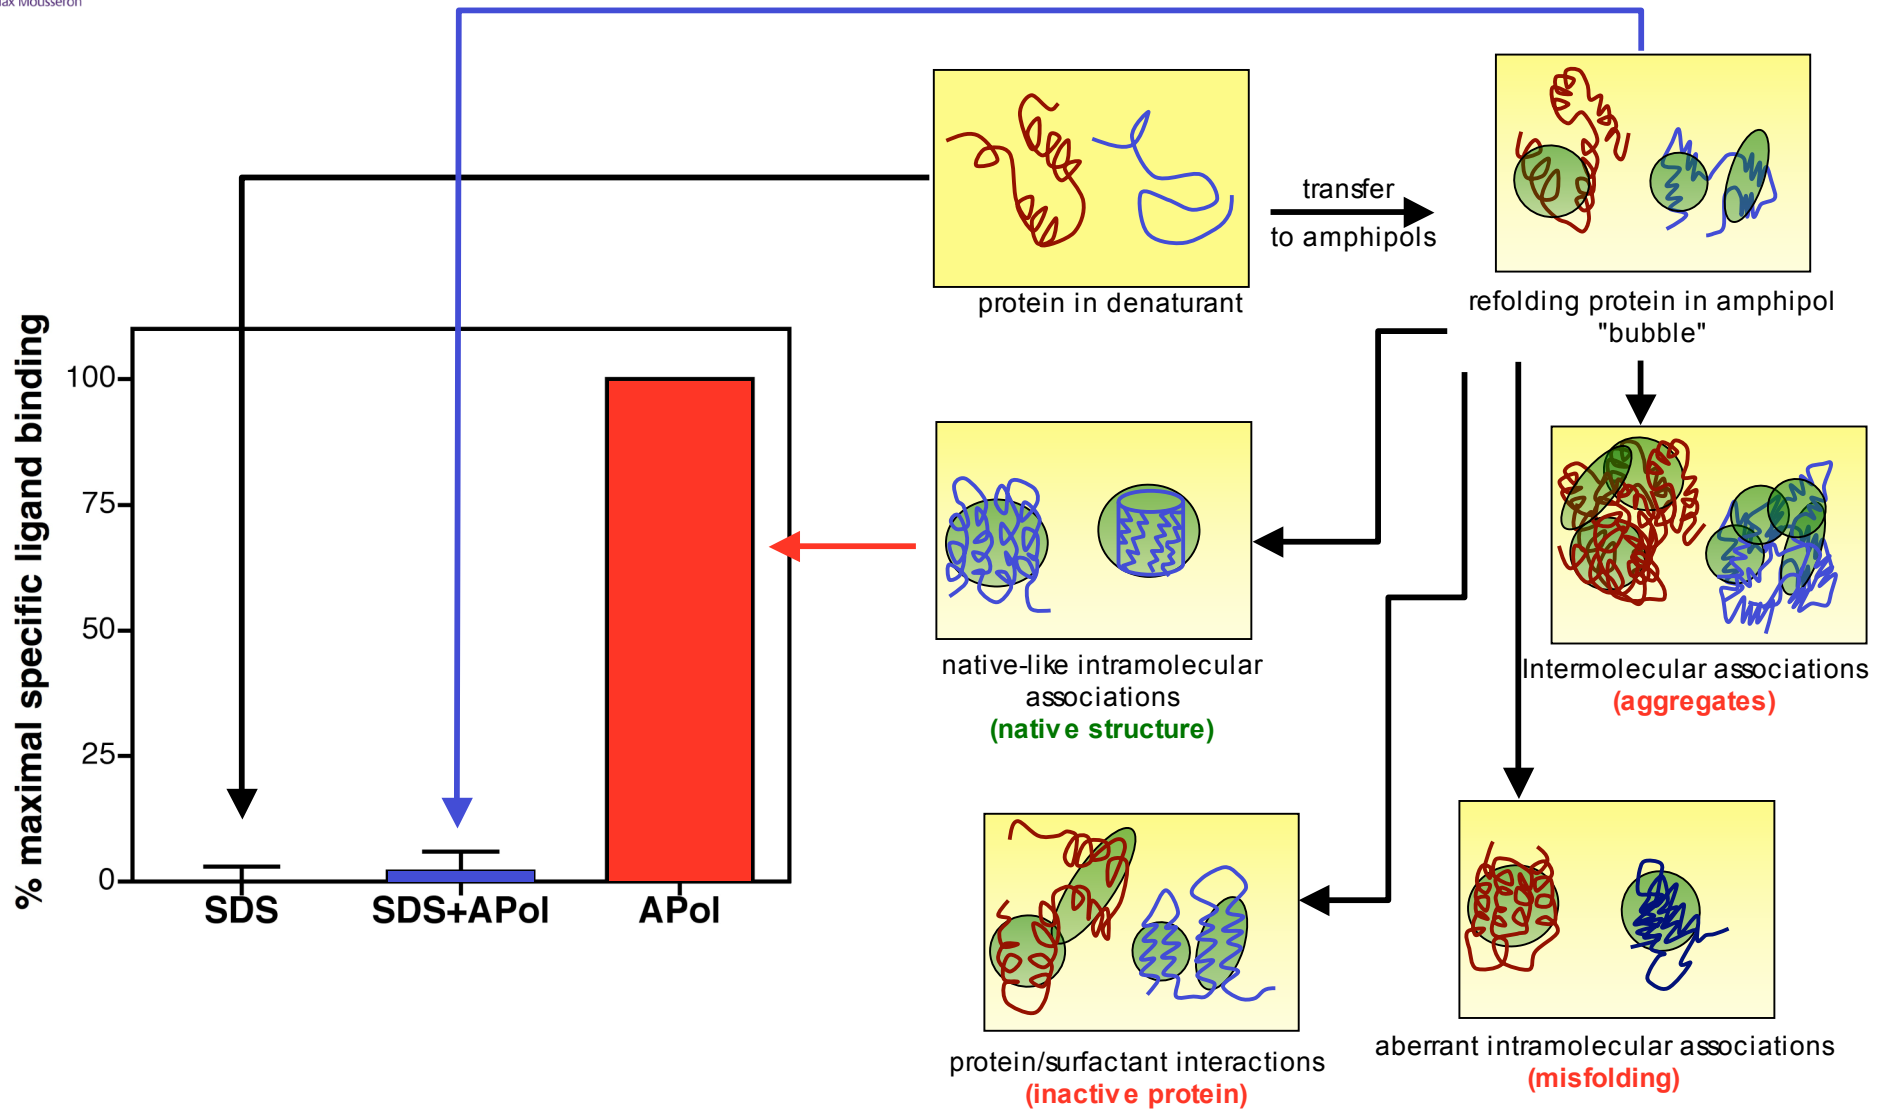 Max Mousseron
protein in denaturant
transfer
to amphipols
refolding protein in amphipol
"bubble"
% maximal specific ligand binding
100
75
50
25
0
SDS
SDS+APol
APol
native-like intramolecular
associations
(native structure)
Intermolecular associations
(aggregates)
protein/surfactant interactions
(inactive protein)
aberrant intramolecular associations
(misfolding)